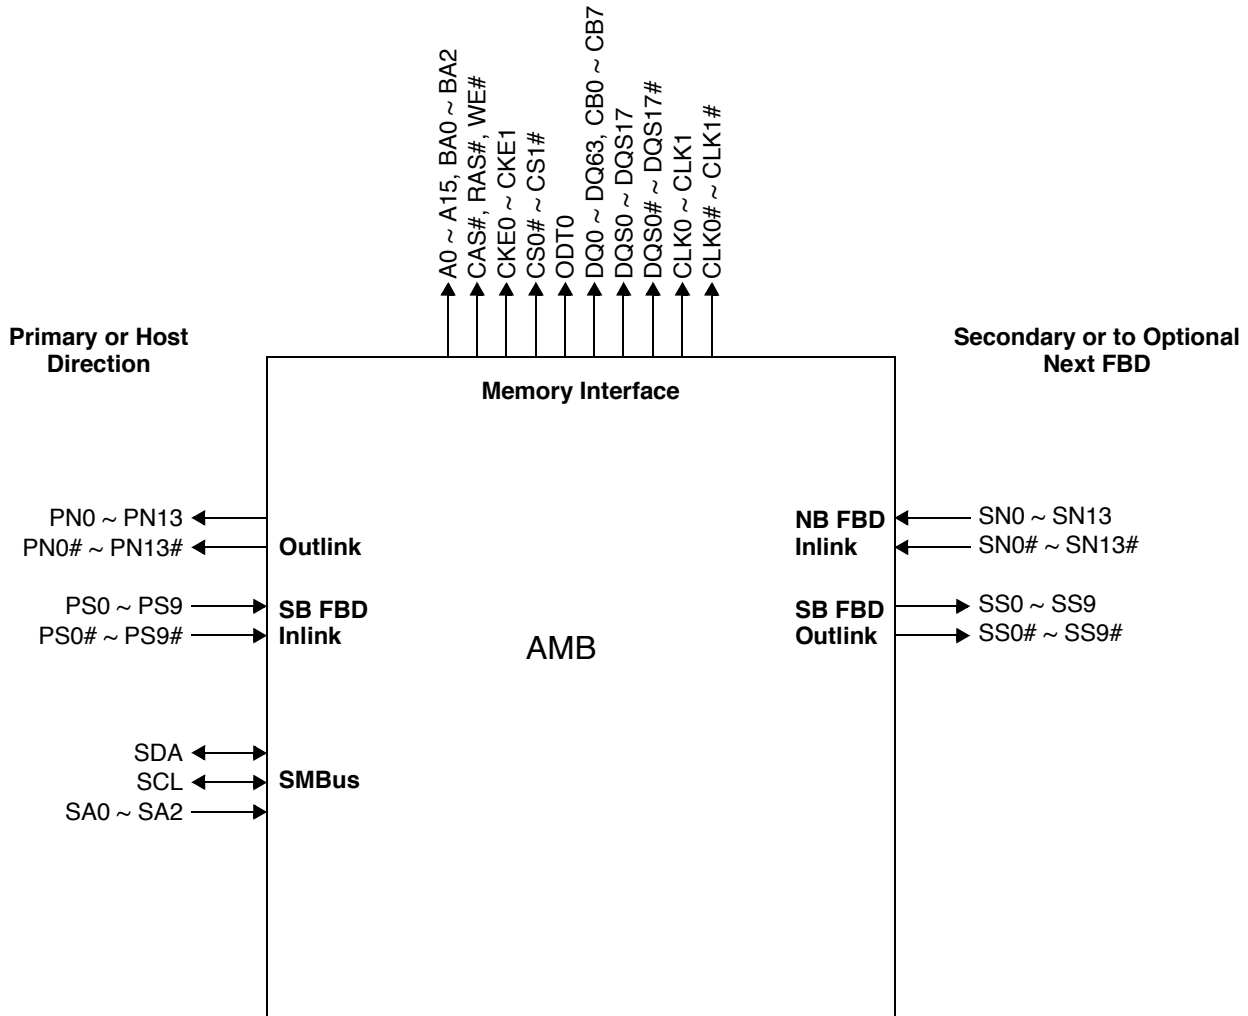 A0 ~ A15, BA0 ~ BA2
CAS#, RAS#, WE#
CKE0 ~ CKE1
CS0# ~ CS1#
ODT0
DQ0 ~ DQ63, CB0 ~ CB7
DQS0 ~ DQS17
DQS0# ~ DQS17#
CLK0 ~ CLK1
CLK0# ~ CLK1#
Primary or Host
Direction
Secondary or to Optional
Next FBD
Memory Interface
PN0 ~ PN13
PN0# ~ PN13#
Outlink
PS0 ~ PS9
PS0# ~ PS9#
SB FBD
Inlink
SDA
SCL
SA0 ~ SA2
SMBus
AMB
NB FBD
Inlink
SN0 ~ SN13
SN0# ~ SN13#
SB FBD
Outlink
SS0 ~ SS9
SS0# ~ SS9#